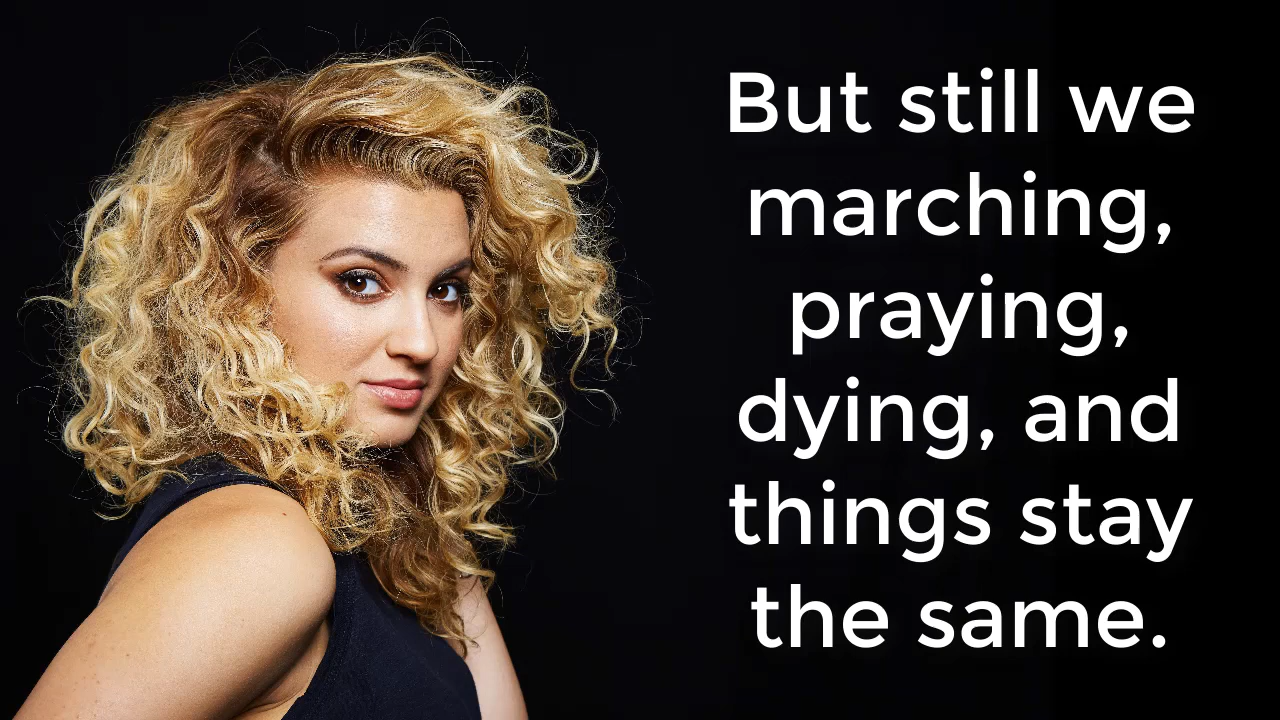 But still we
marching,
praying,
dying, and
things stay
the same.